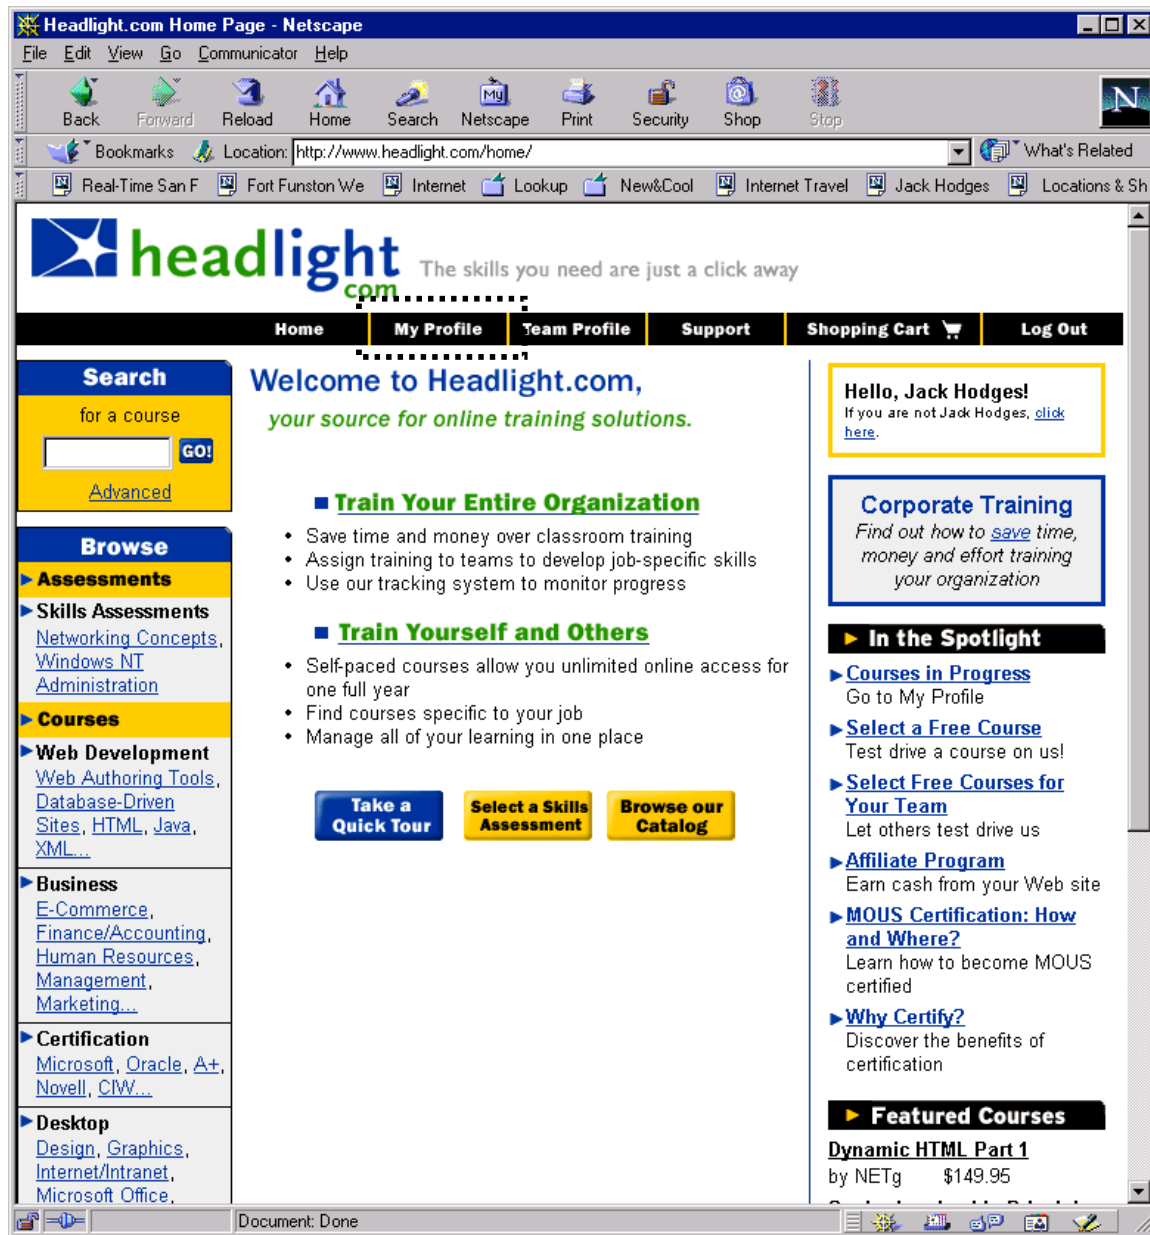 Headlight.com Home Page - Netscape
File Edit View Go Communicator Help
Back Forward Reload Home Search Netscape Print Security Shop Stop
My
N
Bookmarks Location: http://www.headlight.com/home/ What's Related
Real-Time San F Fort Funston We Internet Lookup New&Cool Internet Travel Jack Hodges Locations & Sh
headlight
com
The skills you need are just a click away
Home My Profile Team Profile Support Shopping Cart Log Out
Search
for a course
GO!
Advanced
Browse
Assessments
Skills Assessments
Networking Concepts,
Windows NT
Administration
Courses
Web Development
Web Authoring Tools,
Database-Driven
Sites, HTML, Java,
XML...
Business
E-Commerce,
Finance/Accounting,
Human Resources,
Management,
Marketing...
Certification
Microsoft, Oracle, A+,
Novell, CIW...
Desktop
Design, Graphics,
Internet/Intranet,
Microsoft Office,
Welcome to Headlight.com,
your source for online training solutions.
Train Your Entire Organization
• Save time and money over classroom training
• Assign training to teams to develop job-specific skills
• Use our tracking system to monitor progress
Train Yourself and Others
• Self-paced courses allow you unlimited online access for
one full year
• Find courses specific to your job
• Manage all of your learning in one place
Take a
Quick Tour
Select a Skills
Assessment
Browse our
Catalog
Hello, Jack Hodges!
If you are not Jack Hodges, click
here.
Corporate Training
Find out how to save time,
money and effort training
your organization
In the Spotlight
Courses in Progress
Go to My Profile
Select a Free Course
Test drive a course on us!
Select Free Courses for
Your Team
Let others test drive us
Affiliate Program
Earn cash from your Web site
MOUS Certification: How
and Where?
Learn how to become MOUS
certified
Why Certify?
Discover the benefits of
certification
Featured Courses
Dynamic HTML Part 1
by NETg $149.95
Document: Done